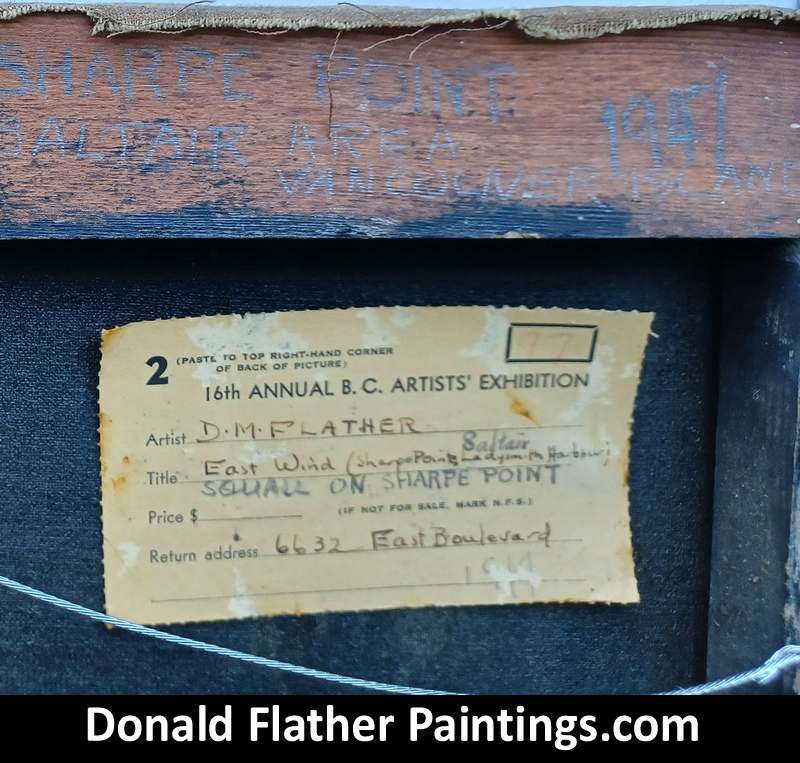 SHARPE POINT
SALTAIR AREA 1947
VANCOUVER ISLAND
2 (PASTE TO TOP RIGHT-HAND CORNER
OF BACK OF PICTURE)
97
16th ANNUAL B. C. ARTISTS' EXHIBITION
Artist D.M. FLATHER
Saltair
Title East Wind (Sharpe Point, Ladysmith Harbour)
SQUALL ON SHARPE POINT
Price $ (IF NOT FOR SALE, MARK N.F.S.)
Return address 6632 East Boulevard
Donald Flather Paintings.com